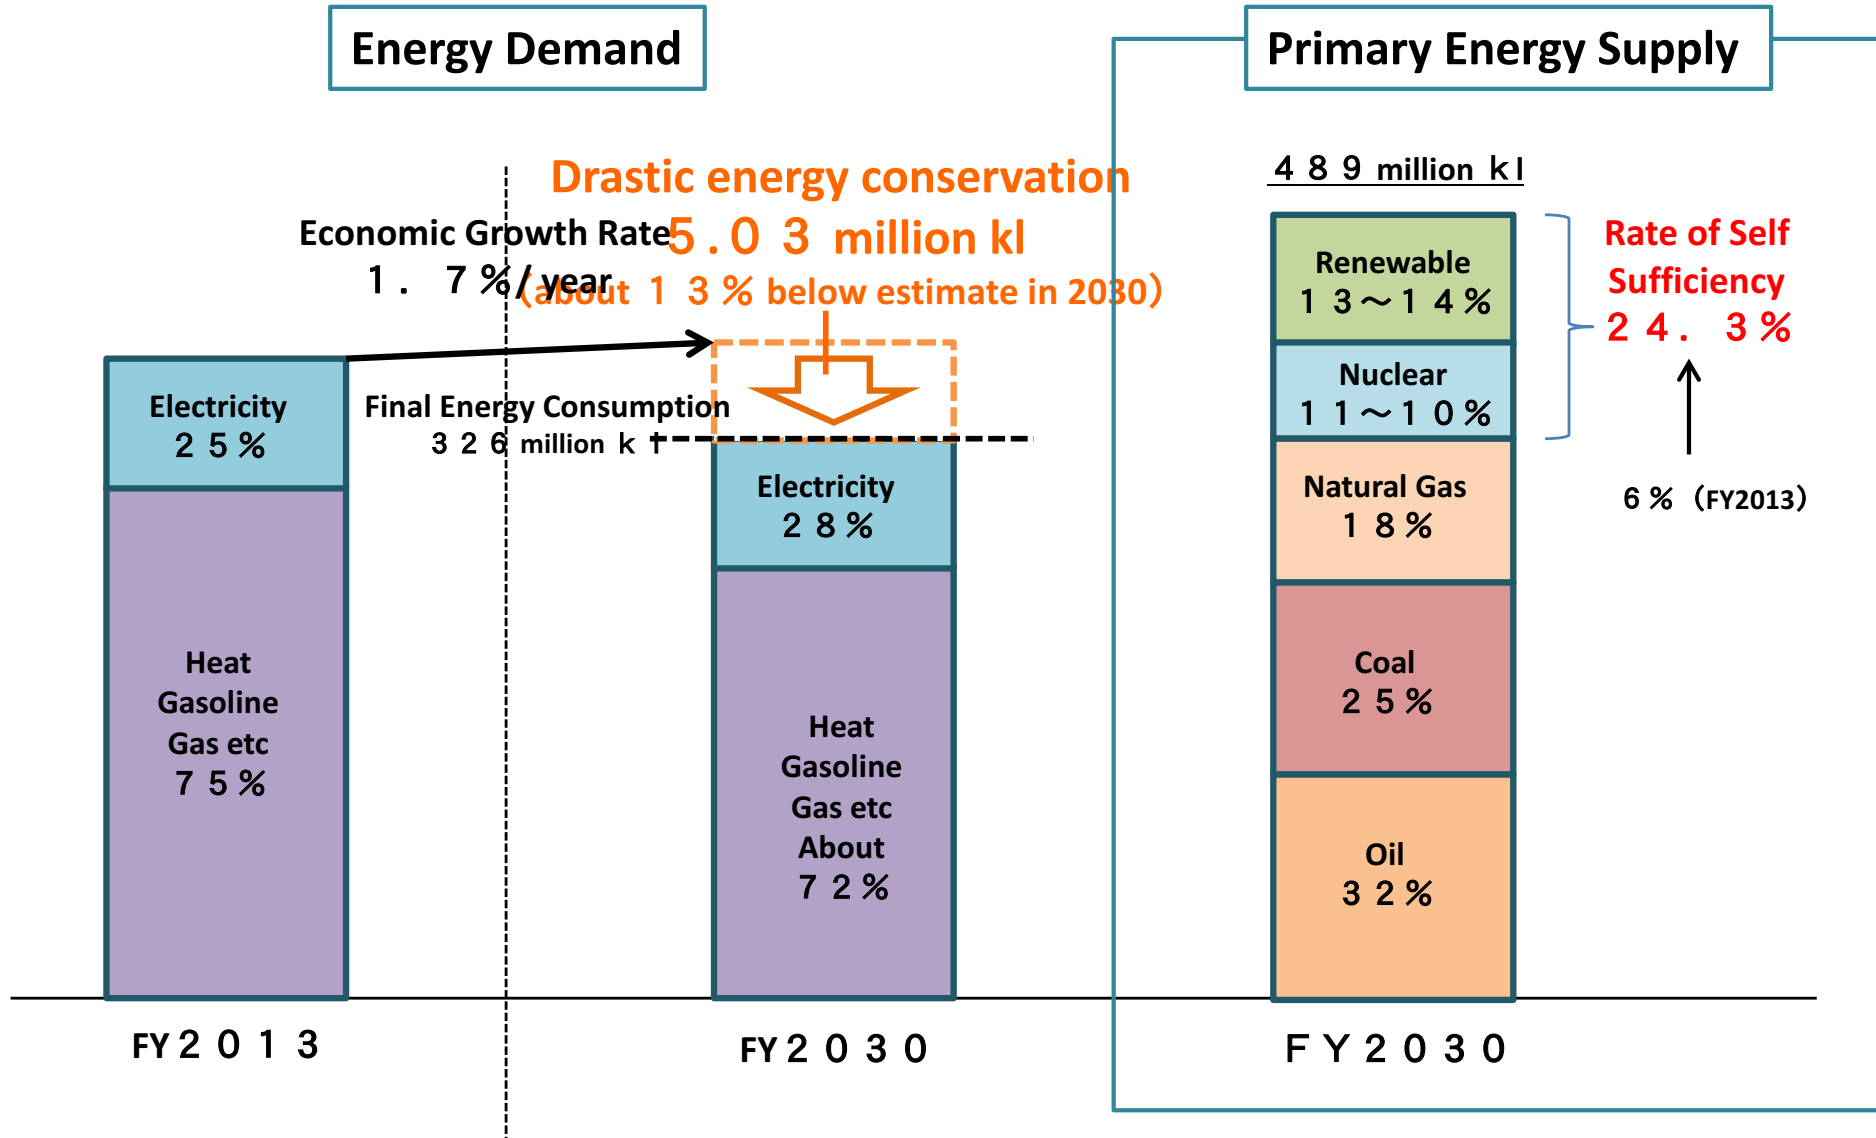 Energy Demand
Primary Energy Supply
Drastic energy conservation
５.０３ million kl
（about １３％ below estimate in 2030）
Economic Growth Rate
１．７％/ year
Electricity
２５％
Heat
Gasoline
Gas etc
７５％
FY２０１３
Final Energy Consumption
３２６ million ｋｌ
Electricity
２８％
Heat
Gasoline
Gas etc
About
７２％
FY２０３０
４８９ million ｋｌ
Renewable
１３～１４％
Nuclear
１１～１０％
Natural Gas
１８％
Coal
２５％
Oil
３２％
ＦＹ２０３０
Rate of Self
Sufficiency
２４．３％
６％（FY2013）